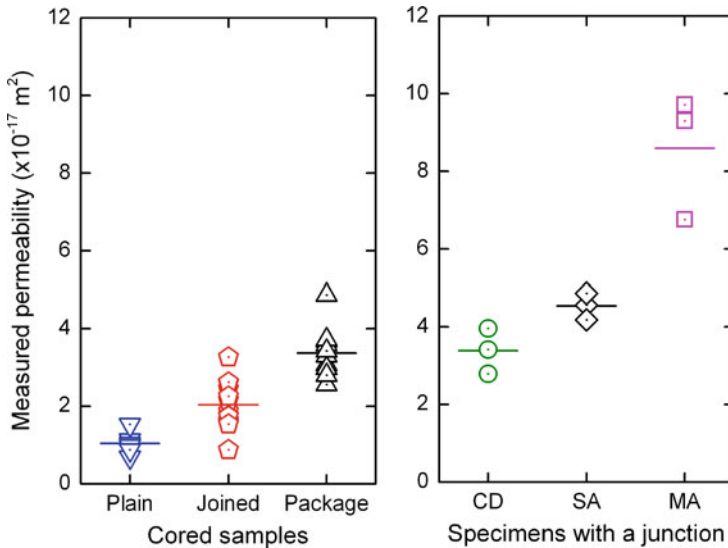 Measured permeability (x10⁻¹⁷ m²)
12
10
8
6
4
2
0
Plain Joined Package
Cored samples
12
10
8
6
4
2
0
CD SA MA
Specimens with a junction